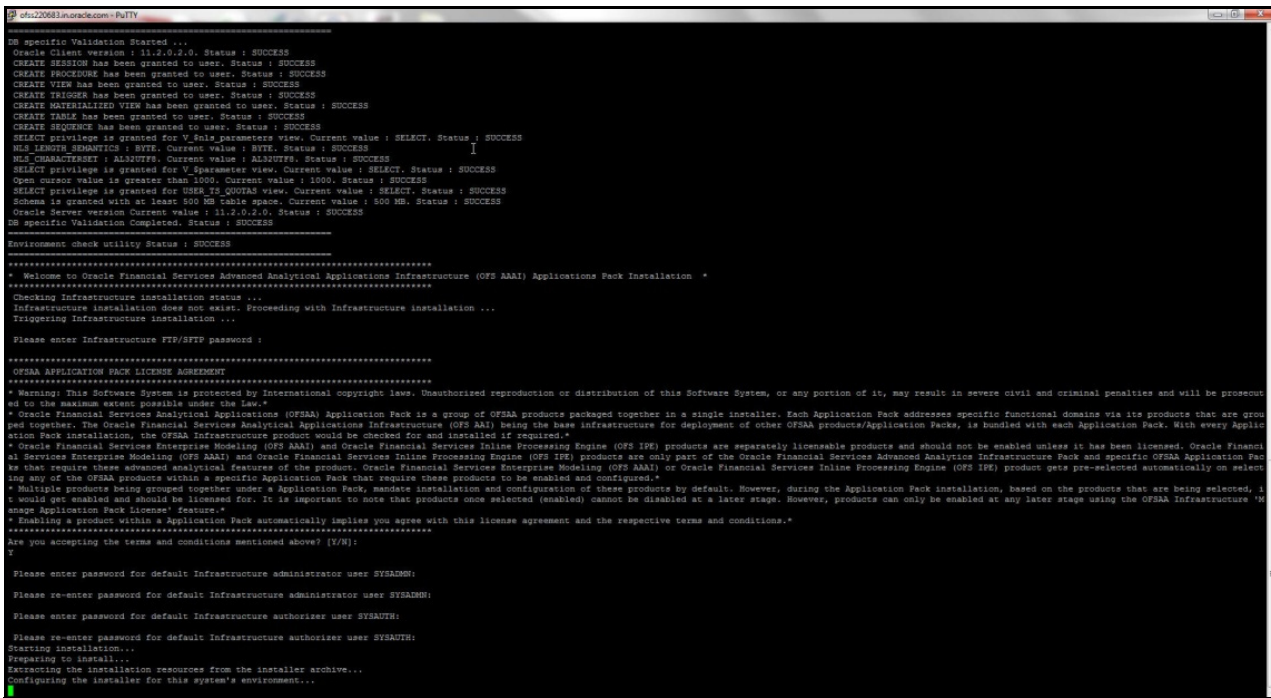 ofss220683.in.oracle.com - PuTTY
DB specific Validation Started ...
Oracle Client version : 11.2.0.2.0. Status : SUCCESS
CREATE SESSION has been granted to user. Status : SUCCESS
CREATE PROCEDURE has been granted to user. Status : SUCCESS
CREATE VIEW has been granted to user. Status : SUCCESS
CREATE TRIGGER has been granted to user. Status : SUCCESS
CREATE MATERIALIZED VIEW has been granted to user. Status : SUCCESS
CREATE TABLE has been granted to user. Status : SUCCESS
CREATE SEQUENCE has been granted to user. Status : SUCCESS
SELECT privilege is granted for V_$nls_parameters view. Current value : SELECT. Status : SUCCESS
NLS_LENGTH_SEMANTICS : BYTE. Current value : BYTE. Status : SUCCESS
NLS_CHARACTERSET : AL32UTF8. Current value : AL32UTF8. Status : SUCCESS
SELECT privilege is granted for V_$parameter view. Current value : SELECT. Status : SUCCESS
Open cursor value is greater than 1000. Current value : 1000. Status : SUCCESS
SELECT privilege is granted for USER_TS_QUOTAS view. Current value : SELECT. Status : SUCCESS
Schema is granted with at least 500 MB table space. Current value : 500 MB. Status : SUCCESS
Oracle Server version Current value : 11.2.0.2.0. Status : SUCCESS
DB specific Validation Completed. Status : SUCCESS
Environment check utility Status : SUCCESS
* Welcome to Oracle Financial Services Advanced Analytical Applications Infrastructure (OFS AAAI) Applications Pack Installation *
Checking Infrastructure installation status ...
Infrastructure installation does not exist. Proceeding with Infrastructure installation ...
Triggering Infrastructure installation ...
Please enter Infrastructure FTP/SFTP password :
OFSAA APPLICATION PACK LICENSE AGREEMENT
* Warning: This Software System is protected by International copyright laws. Unauthorized reproduction or distribution of this Software System, or any portion of it, may result in severe civil and criminal penalties and will be prosecut
ed to the maximum extent possible under the Law.*
* Oracle Financial Services Analytical Applications (OFSAA) Application Pack is a group of OFSAA products packaged together in a single installer. Each Application Pack addresses specific functional domains via its products that are grou
ped together. The Oracle Financial Services Analytical Applications Infrastructure (OFS AAI) being the base infrastructure for deployment of other OFSAA products/Application Packs, is bundled with each Application Pack. With every Applic
ation Pack installation, the OFSAA Infrastructure product would be checked for and installed if required.*
* Oracle Financial Services Enterprise Modeling (OFS AAAI) and Oracle Financial Services Inline Processing Engine (OFS IPE) products are separately licensable products and should not be enabled unless it has been licensed. Oracle Financi
al Services Enterprise Modeling (OFS AAAI) and Oracle Financial Services Inline Processing Engine (OFS IPE) products are only part of the Oracle Financial Services Advanced Analytics Infrastructure Pack and specific OFSAA Application Pac
ks that require these advanced analytical features of the product. Oracle Financial Services Enterprise Modeling (OFS AAAI) or Oracle Financial Services Inline Processing Engine (OFS IPE) product gets pre-selected automatically on select
ing any of the OFSAA products within a specific Application Pack that require these products to be enabled and configured.*
* Multiple products being grouped together under a Application Pack, mandate installation and configuration of these products by default. However, during the Application Pack installation, based on the products that are being selected, i
t would get enabled and should be licensed for. It is important to note that products once selected (enabled) cannot be disabled at a later stage. However, products can only be enabled at any later stage using the OFSAA Infrastructure 'M
anage Application Pack License' feature.*
* Enabling a product within a Application Pack automatically implies you agree with this license agreement and the respective terms and conditions.*
Are you accepting the terms and conditions mentioned above? [Y/N]:
Y
Please enter password for default Infrastructure administrator user SYSADMN:
Please re-enter password for default Infrastructure administrator user SYSADMN:
Please enter password for default Infrastructure authorizer user SYSAUTH:
Please re-enter password for default Infrastructure authorizer user SYSAUTH:
Starting installation...
Preparing to install...
Extracting the installation resources from the installer archive...
Configuring the installer for this system's environment...